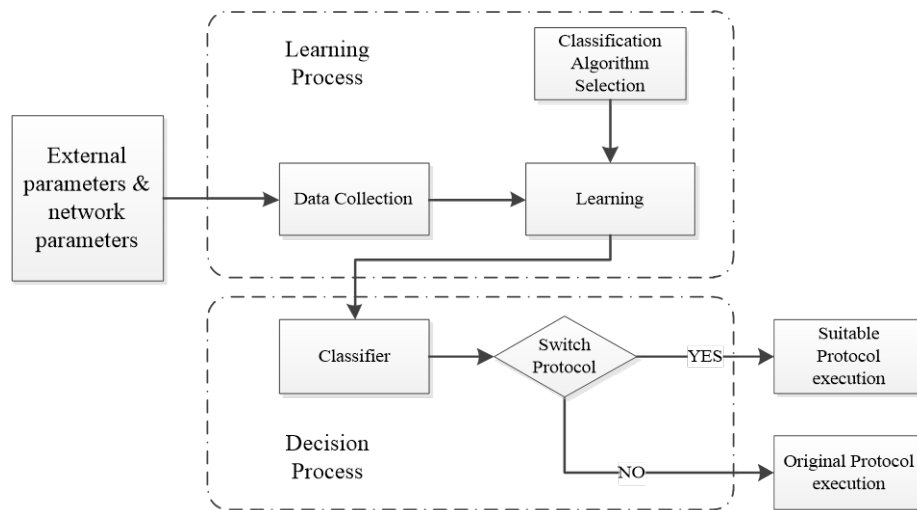 Learning
Process
Classification
Algorithm
Selection
External
parameters &
network
parameters
Data Collection
Learning
Classifier
Switch
Protocol
YES
Suitable
Protocol
execution
Decision
Process
NO
Original Protocol
execution